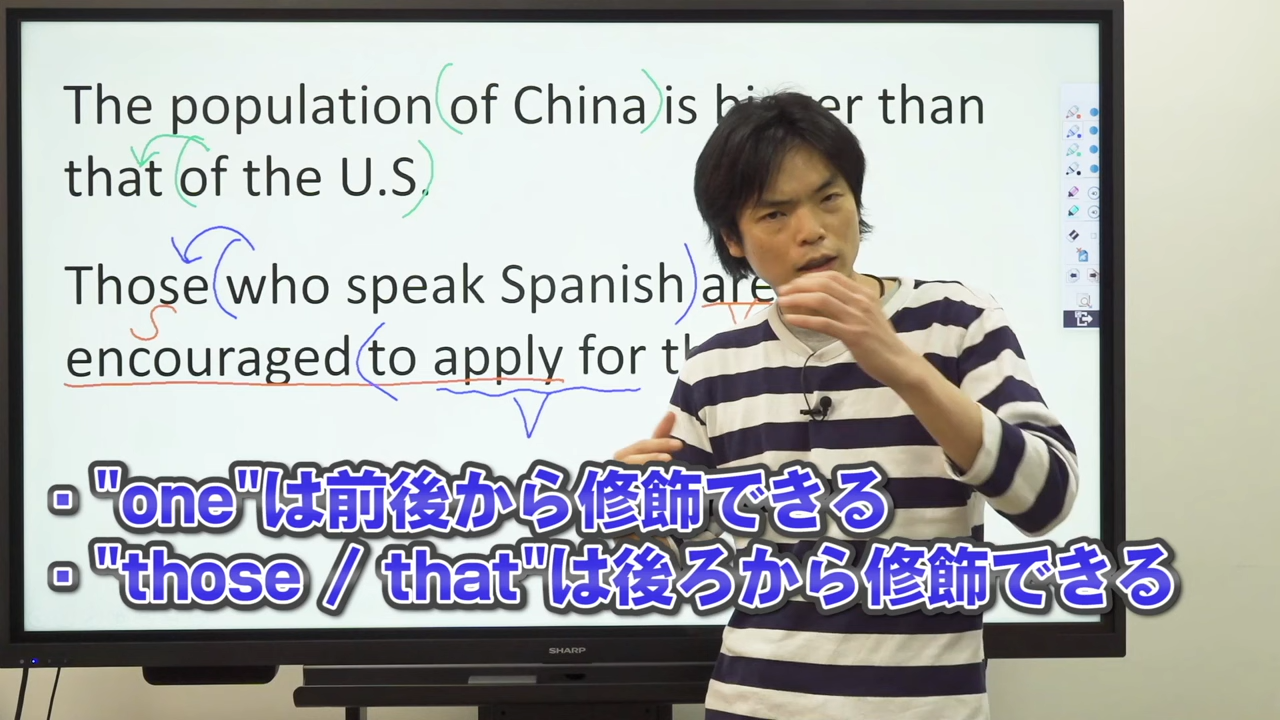 The population of China is bigger than
that of the U.S.
Those who speak Spanish are
encouraged to apply for
S
V
V
・"one"は前後から修飾できる
・"those / that"は後ろから修飾できる
SHARP